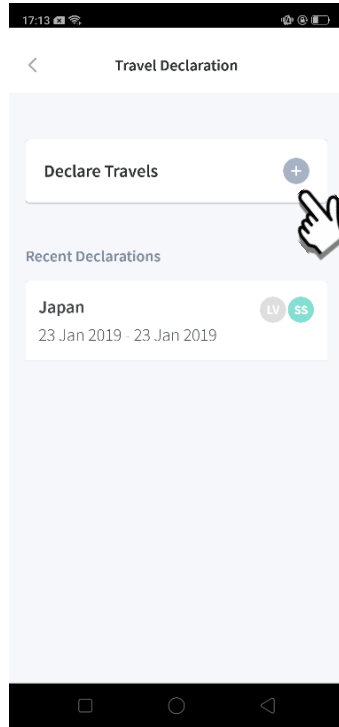 17:13
Travel Declaration
Declare Travels
Recent Declarations
Japan
LV SS
23 Jan 2019 - 23 Jan 2019